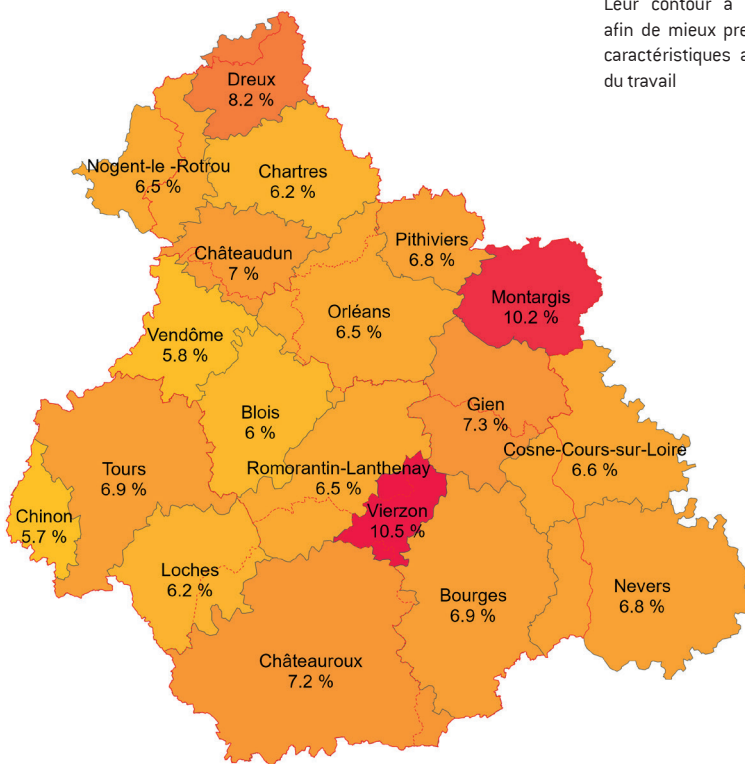 Leur contour a
afin de mieux
caractéristiques
du travail
Dreux
8.2 %
Nogent-le -Rotrou
6.5 %
Chartres
6.2 %
Châteaudun
7 %
Pithiviers
6.8 %
Montargis
10.2 %
Orléans
6.5 %
Vendôme
5.8 %
Blois
6 %
Gien
7.3 %
Cosne-Cours-sur-Loire
6.6 %
Tours
6.9 %
Romorantin-Lanthenay
6.5 %
Vierzon
10.5 %
Chinon
5.7 %
Loches
6.2 %
Bourges
6.9 %
Nevers
6.8 %
Châteauroux
7.2 %